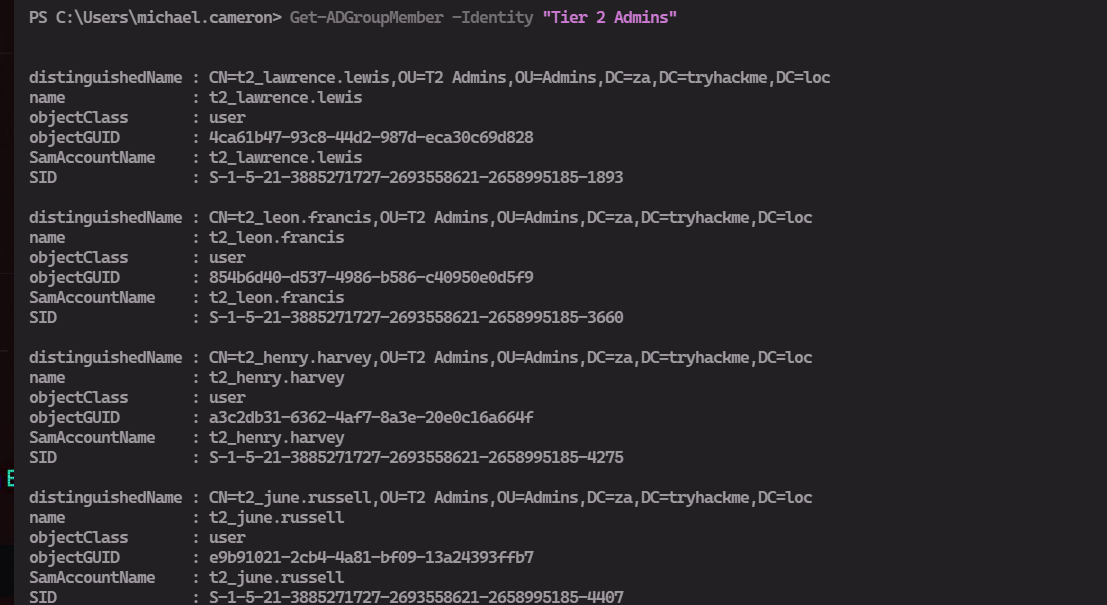 PS C:\Users\michael.cameron> Get-ADGroupMember -Identity "Tier 2 Admins"
distinguishedName : CN=t2_lawrence.lewis,OU=T2 Admins,OU=Admins,DC=za,DC=tryhackme,DC=loc
name              : t2_lawrence.lewis
objectClass       : user
objectGUID        : 4ca61b47-93c8-44d2-987d-eca30c69d828
SamAccountName    : t2_lawrence.lewis
SID               : S-1-5-21-3885271727-2693558621-2658995185-1893
distinguishedName : CN=t2_leon.francis,OU=T2 Admins,OU=Admins,DC=za,DC=tryhackme,DC=loc
name              : t2_leon.francis
objectClass       : user
objectGUID        : 854b6d40-d537-4986-b586-c40950e0d5f9
SamAccountName    : t2_leon.francis
SID               : S-1-5-21-3885271727-2693558621-2658995185-3660
distinguishedName : CN=t2_henry.harvey,OU=T2 Admins,OU=Admins,DC=za,DC=tryhackme,DC=loc
name              : t2_henry.harvey
objectClass       : user
objectGUID        : a3c2db31-6362-4af7-8a3e-20e0c16a664f
SamAccountName    : t2_henry.harvey
SID               : S-1-5-21-3885271727-2693558621-2658995185-4275
distinguishedName : CN=t2_june.russell,OU=T2 Admins,OU=Admins,DC=za,DC=tryhackme,DC=loc
name              : t2_june.russell
objectClass       : user
objectGUID        : e9b91021-2cb4-4a81-bf09-13a24393ffb7
SamAccountName    : t2_june.russell
SID               : S-1-5-21-3885271727-2693558621-2658995185-4407